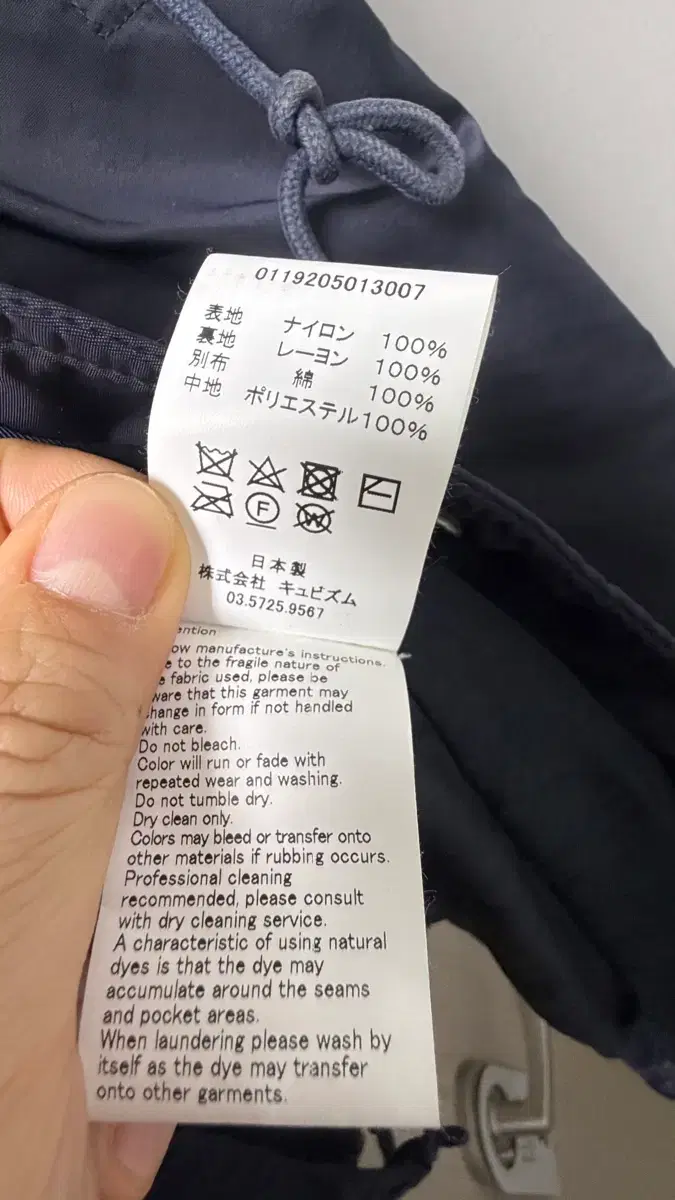 0119205013007
表地 ナイロン 100%
裏地 レーヨン 100%
別布 綿 100%
中地 ポリエステル100%
F
W
日本製
株式会社 キュビズム
03.5725.9567
manufacture's instructions.
to the fragile nature of
fabric used, please be
that this garment may
in form if not handled
with care.
Do not bleach.
Color will run or fade with
repeated wear and washing.
Do not tumble dry.
Dry clean only.
Colors may bleed or transfer onto
other materials if rubbing occurs.
Professional cleaning
recommended, please consult
with dry cleaning service.
A characteristic of using natural
dyes is that the dye may
accumulate around the seams
and pocket areas.
When laundering please wash by
itself as the dye may transfer
onto other garments.